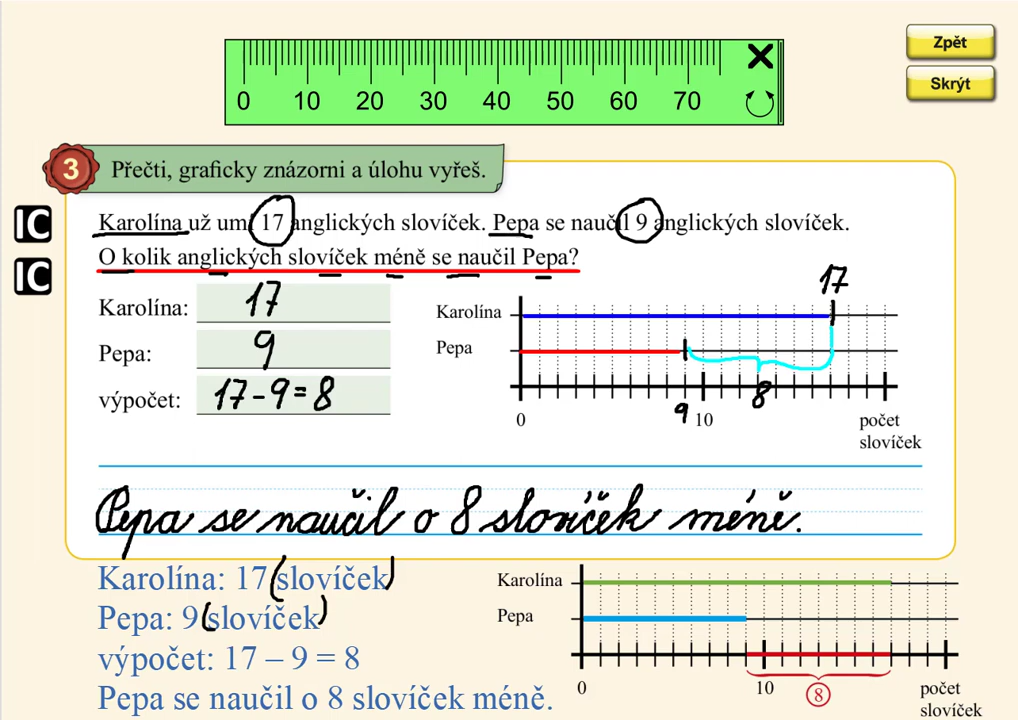 Zpět
Skrýt
0 10 20 30 40 50 60 70
3 Přečti, graficky znázorni a úlohu vyřeš.
IC
IC
Karolína už umí 17 anglických slovíček. Pepa se naučil 9 anglických slovíček.
O kolik anglických slovíček méně se naučil Pepa?
Karolína: 17
Pepa: 9
výpočet: 17-9=8
17
Karolína
Pepa
8
0 9 10 počet
slovíček
Pepa se naučil o 8 slovíček méně.
Karolína: 17 (slovíček)
Pepa: 9 (slovíček)
výpočet: 17 – 9 = 8
Pepa se naučil o 8 slovíček méně.
Karolína
Pepa
0 10 8 počet
slovíček